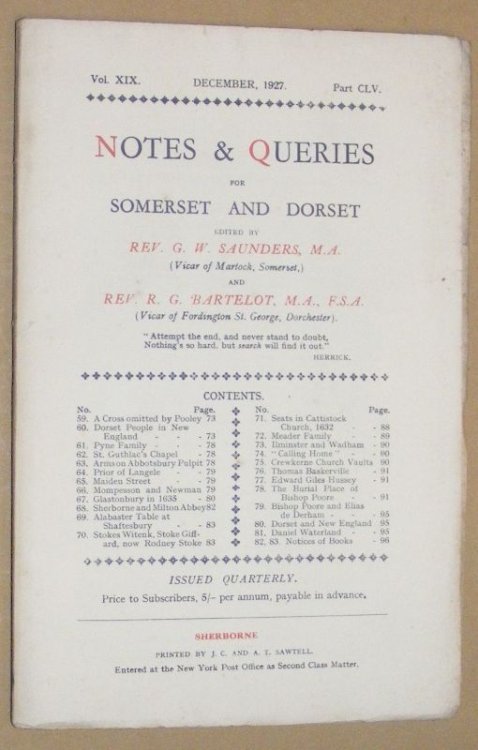 Vol. XIX. DECEMBER, 1927. Part CLV.
NOTES & QUERIES
FOR
SOMERSET AND DORSET
EDITED BY
REV. G. W. SAUNDERS, M.A.
(Vicar of Martock, Somerset,)
AND
REV. R. G. BARTELOT, M.A., F.S.A.
(Vicar of Fordington St. George, Dorchester).
"Attempt the end, and never stand to doubt,
Nothing's so hard, but search will find it out."
HERRICK.
CONTENTS.
No. Page.
59. A Cross omitted by Pooley 73
60. Dorset People in New
England - - - 73
61. Pyne Family - - - 78
62. St. Guthlac's Chapel - 78
63. Arms on Abbotsbury Pulpit 78
64. Prior of Langele - - 79
65. Maiden Street - - 79
66. Mompesson and Newman 79
67. Glastonbury in 1635 - 80
68. Sherborne and Milton Abbey 82
69. Alabaster Table at
Shaftesbury - - 83
70. Stokes Witenk, Stoke Giff-
ard, now Rodney Stoke 83
No. Page.
71. Seats in Cattistock
Church, 1632 - - 88
72. Meader Family - - 89
73. Ilminster and Wadham - 90
74. "Calling Home" - - 90
75. Crewkerne Church Vaults 90
76. Thomas Baskerville - 91
77. Edward Giles Hussey - 91
78. The Burial Place of
Bishop Poore - - 91
79. Bishop Poore and Elias
de Derham - - - 95
80. Dorset and New England 95
81. Daniel Waterland - - 95
82. 83. Notices of Books - 96
ISSUED QUARTERLY.
Price to Subscribers, 5/- per annum, payable in advance.
SHERBORNE
PRINTED BY J. C. AND A. T. SAWTELL.
Entered at the New York Post Office as Second Class Matter.